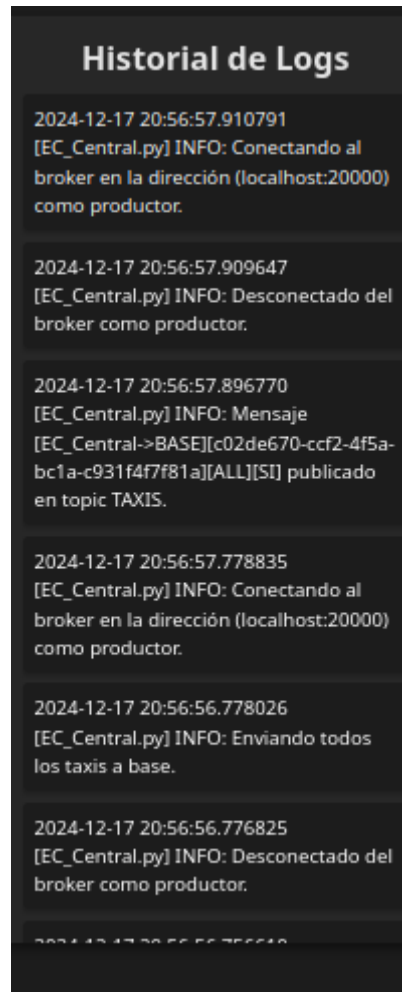 Historial de Logs
2024-12-17 20:56:57.910791
[EC_Central.py] INFO: Conectando al
broker en la dirección (localhost:20000)
como productor.
2024-12-17 20:56:57.909647
[EC_Central.py] INFO: Desconectado del
broker como productor.
2024-12-17 20:56:57.896770
[EC_Central.py] INFO: Mensaje
[EC_Central->BASE][c02de670-ccf2-4f5a-
bc1a-c931f4f7f81a][ALL][SI] publicado
en topic TAXIS.
2024-12-17 20:56:57.778835
[EC_Central.py] INFO: Conectando al
broker en la dirección (localhost:20000)
como productor.
2024-12-17 20:56:56.778026
[EC_Central.py] INFO: Enviando todos
los taxis a base.
2024-12-17 20:56:56.776825
[EC_Central.py] INFO: Desconectado del
broker como productor.